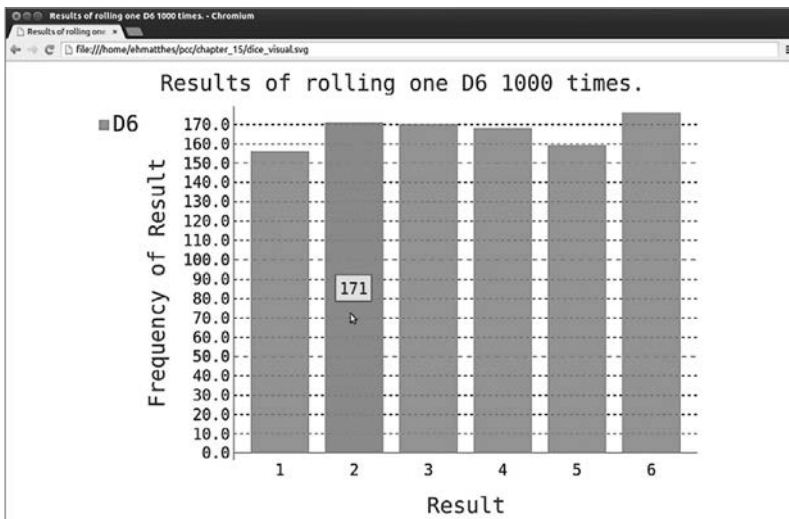 Results of rolling one D6 1000 times. - Chromium
Results of rolling one
file:///home/ehmatthes/pcc/chapter_15/dice_visual.svg
Results of rolling one D6 1000 times.
D6
Frequency of Result
170.0
160.0
150.0
140.0
130.0
120.0
110.0
100.0
90.0
80.0
70.0
60.0
50.0
40.0
30.0
20.0
10.0
0.0
171
1 2 3 4 5 6
Result